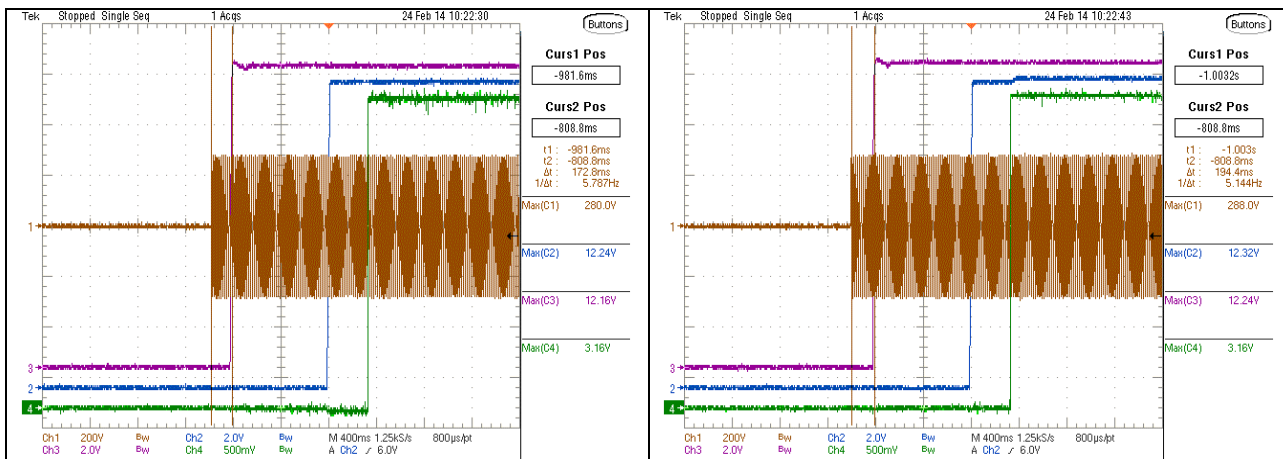 Tek Stopped Single Seq 1 Acqs 24 Feb 14 10:22:30
Buttons
Curs1 Pos
-981.6ms
Curs2 Pos
-808.8ms
t1 : -981.6ms
t2 : -808.8ms
Δt : 172.8ms
1/Δt : 5.787Hz
Max(C1) 280.0V
Max(C2) 12.24V
Max(C3) 12.16V
Max(C4) 3.16V
1
3
2
4
Ch1 200V Bw Ch2 2.0V Bw M 400ms 1.25kS/s 800µs/pt
Ch3 2.0V Bw Ch4 500mV Bw A Ch2 ∕ 6.0V
Tek Stopped Single Seq 1 Acqs 24 Feb 14 10:22:43
Buttons
Curs1 Pos
-1.0032s
Curs2 Pos
-808.8ms
t1 : -1.003s
t2 : -808.8ms
Δt : 194.4ms
1/Δt : 5.144Hz
Max(C1) 288.0V
Max(C2) 12.32V
Max(C3) 12.24V
Max(C4) 3.16V
1
3
2
4
Ch1 200V Bw Ch2 2.0V Bw M 400ms 1.25kS/s 800µs/pt
Ch3 2.0V Bw Ch4 500mV Bw A Ch2 ∕ 6.0V